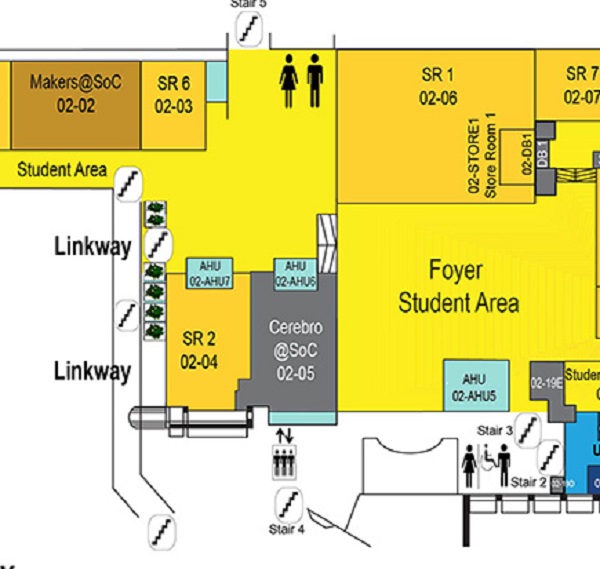 Stair 5
Makers@SoC
02-02
SR 6
02-03
SR 1
02-06
SR 7
02-07
02-STORE1
Store Room 1
02-DB1
DB 1
Student Area
Linkway
AHU
02-AHU7
AHU
02-AHU6
Foyer
Student Area
SR 2
02-04
Cerebro
@SoC
02-05
Linkway
AHU
02-AHU5
02-19E
Studen
Stair 3
Stair 2
Stair 4